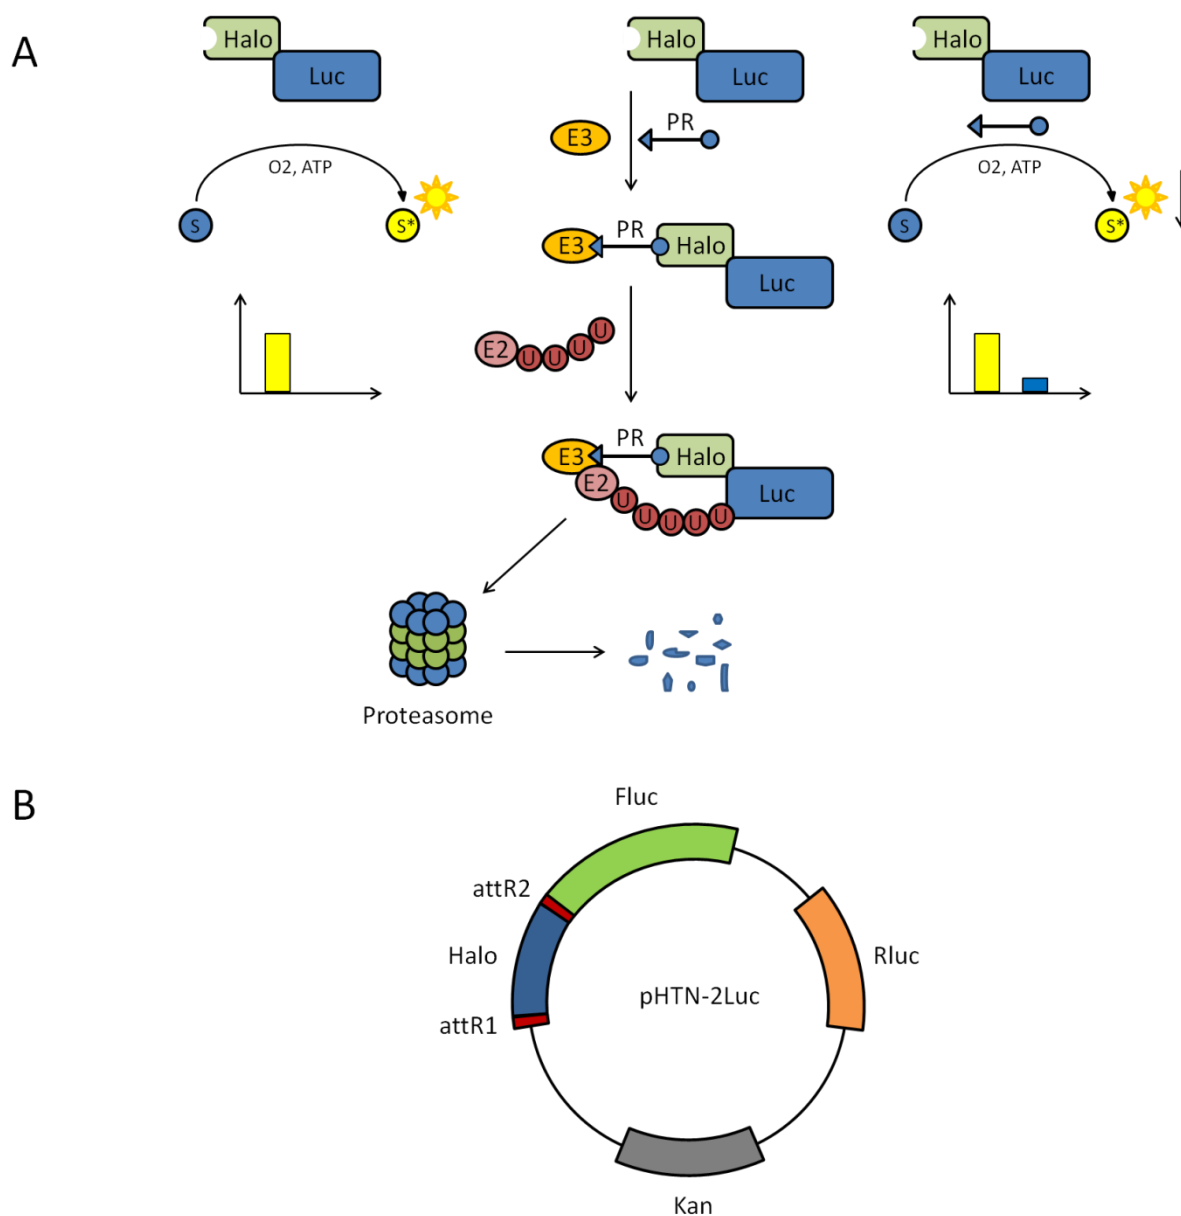 A
Halo
Luc
O2, ATP
S
S*
Halo
Luc
E3
PR
E3
PR
Halo
Luc
E2
U
U
U
U
PR
E3
Halo
E2
Luc
U
U
U
U
U
Proteasome
Halo
Luc
O2, ATP
S
S*
B
Fluc
attR2
Halo
Rluc
pHTN-2Luc
attR1
Kan